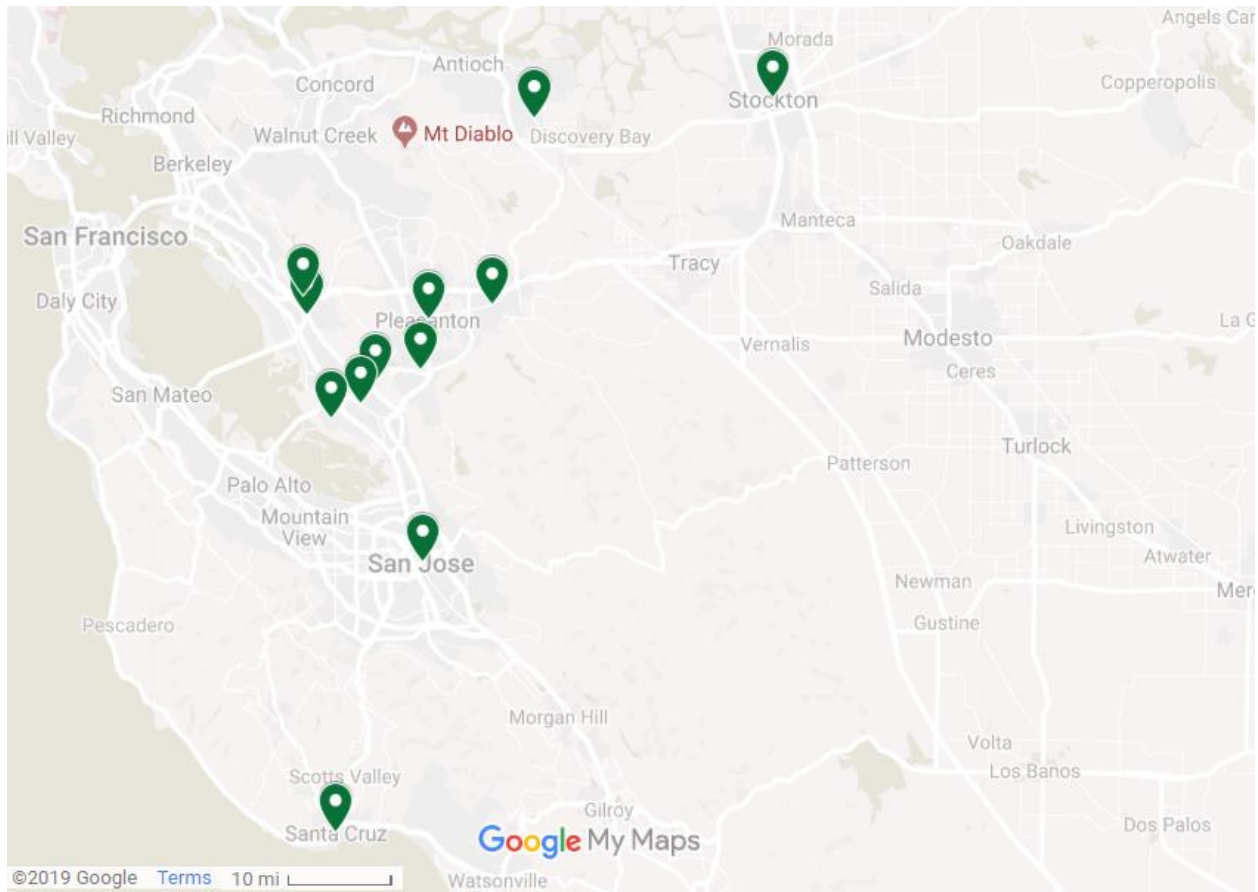 Angels Can
Morada
Antioch
Concord
Copperopolis
Stockton
Richmond
Walnut Creek
Mt Diablo
Discovery Bay
ill Valley
Berkeley
Manteca
San Francisco
Oakdale
Tracy
Salida
Daly City
Pleasanton
La G
Modesto
Vernalis
Ceres
San Mateo
Turlock
Patterson
Palo Alto
Mountain
View
Livingston
Atwater
San Jose
Newman
Mer
Gustine
Pescadero
Morgan Hill
Volta
Los Banos
Scotts Valley
Gilroy
Santa Cruz
Dos Palos
Google My Maps
©2019 Google Terms 10 mi
Watsonville